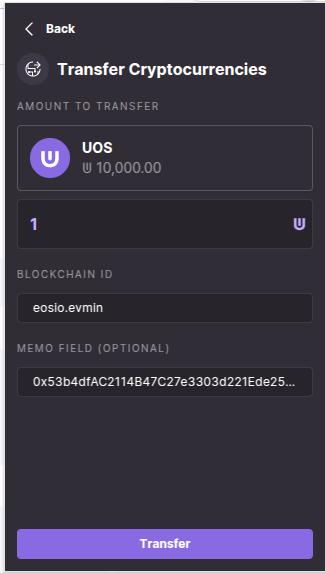 Back
Transfer Cryptocurrencies
AMOUNT TO TRANSFER
UOS
10,000.00
1
BLOCKCHAIN ID
eosio.evmin
MEMO FIELD (OPTIONAL)
0x53b4dfAC2114B47C27e3303d221Ede25...
Transfer